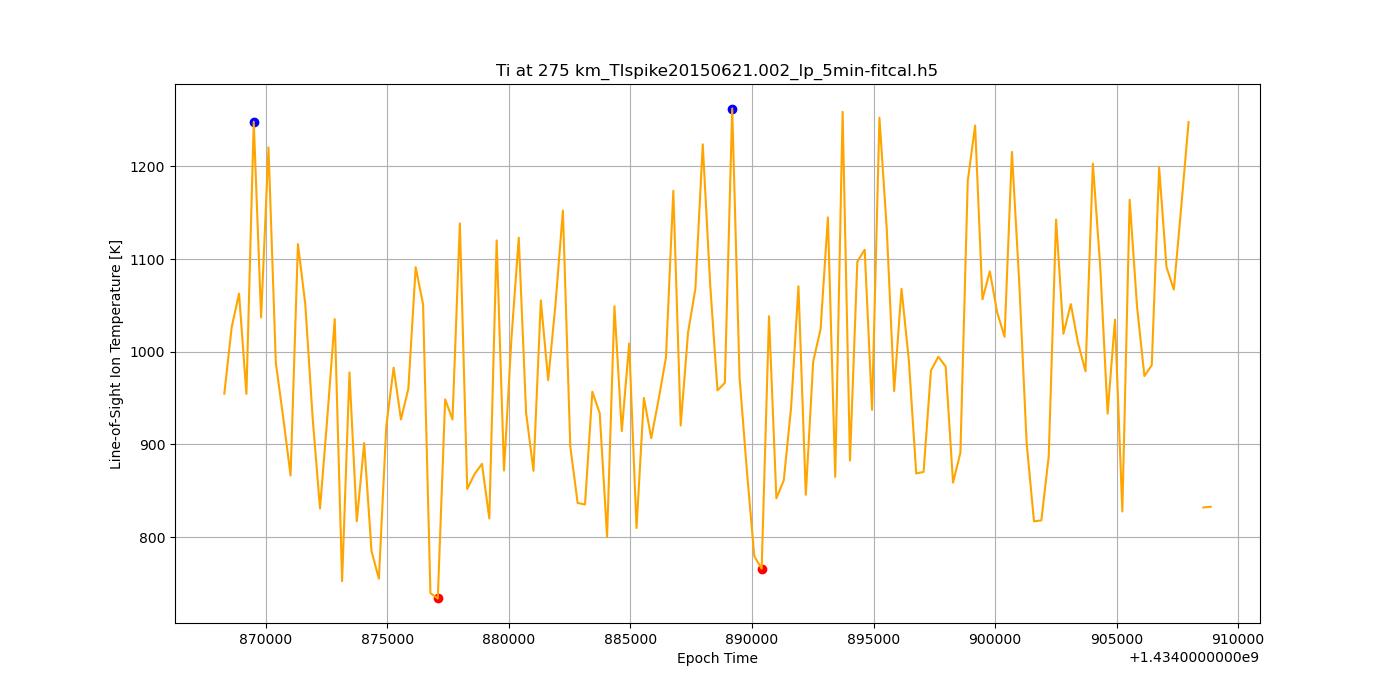 Ti at 275 km_TIspike20150621.002_lp_5min-fitcal.h5
Line-of-Sight Ion Temperature [K]
1200
1100
1000
900
800
870000 875000 880000 885000 890000 895000 900000 905000 910000
Epoch Time
+1.4340000000e9